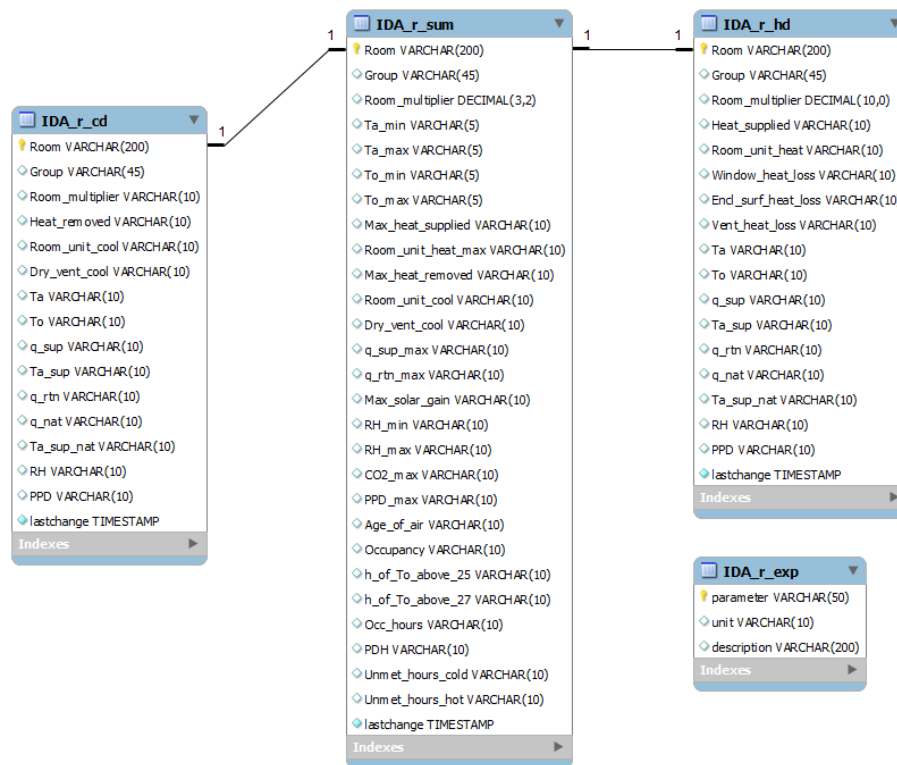 IDA_r_cd
Room VARCHAR(200)
Group VARCHAR(45)
Room_multiplier VARCHAR(10)
Heat_removed VARCHAR(10)
Room_unit_cool VARCHAR(10)
Dry_vent_cool VARCHAR(10)
Ta VARCHAR(10)
To VARCHAR(10)
q_sup VARCHAR(10)
Ta_sup VARCHAR(10)
q_rtn VARCHAR(10)
q_nat VARCHAR(10)
Ta_sup_nat VARCHAR(10)
RH VARCHAR(10)
PPD VARCHAR(10)
lastchange TIMESTAMP
Indexes
1
1
IDA_r_sum
Room VARCHAR(200)
Group VARCHAR(45)
Room_multiplier DECIMAL(3,2)
Ta_min VARCHAR(5)
Ta_max VARCHAR(5)
To_min VARCHAR(5)
To_max VARCHAR(5)
Max_heat_supplied VARCHAR(10)
Room_unit_heat_max VARCHAR(10)
Max_heat_removed VARCHAR(10)
Room_unit_cool VARCHAR(10)
Dry_vent_cool VARCHAR(10)
q_sup_max VARCHAR(10)
q_rtn_max VARCHAR(10)
Max_solar_gain VARCHAR(10)
RH_min VARCHAR(10)
RH_max VARCHAR(10)
CO2_max VARCHAR(10)
PPD_max VARCHAR(10)
Age_of_air VARCHAR(10)
Occupancy VARCHAR(10)
h_of_To_above_25 VARCHAR(10)
h_of_To_above_27 VARCHAR(10)
Occ_hours VARCHAR(10)
PDH VARCHAR(10)
Unmet_hours_cold VARCHAR(10)
Unmet_hours_hot VARCHAR(10)
lastchange TIMESTAMP
Indexes
1
1
IDA_r_hd
Room VARCHAR(200)
Group VARCHAR(45)
Room_multiplier DECIMAL(10,0)
Heat_supplied VARCHAR(10)
Room_unit_heat VARCHAR(10)
Window_heat_loss VARCHAR(10)
Encl_surf_heat_loss VARCHAR(10)
Vent_heat_loss VARCHAR(10)
Ta VARCHAR(10)
To VARCHAR(10)
q_sup VARCHAR(10)
Ta_sup VARCHAR(10)
q_rtn VARCHAR(10)
q_nat VARCHAR(10)
Ta_sup_nat VARCHAR(10)
RH VARCHAR(10)
PPD VARCHAR(10)
lastchange TIMESTAMP
Indexes
IDA_r_exp
parameter VARCHAR(50)
unit VARCHAR(10)
description VARCHAR(200)
Indexes